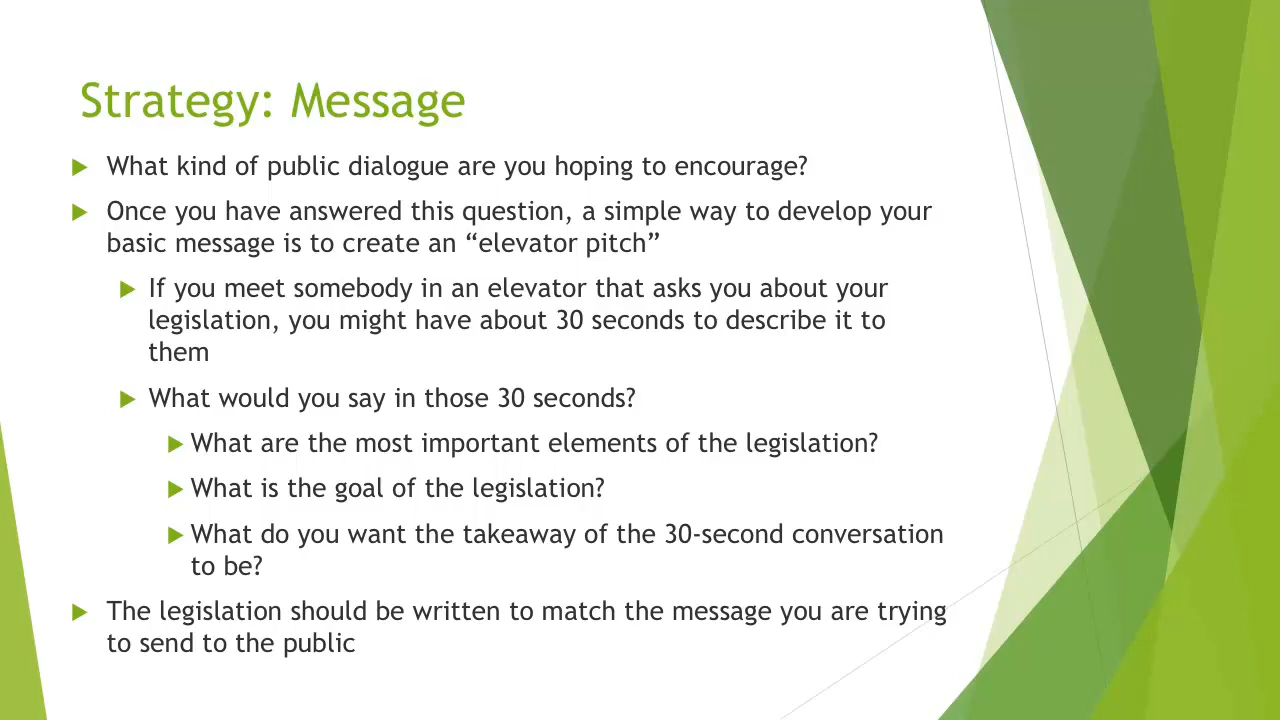 Strategy: Message
What kind of public dialogue are you hoping to encourage?
Once you have answered this question, a simple way to develop your
basic message is to create an “elevator pitch”
If you meet somebody in an elevator that asks you about your
legislation, you might have about 30 seconds to describe it to
them
What would you say in those 30 seconds?
What are the most important elements of the legislation?
What is the goal of the legislation?
What do you want the takeaway of the 30-second conversation
to be?
The legislation should be written to match the message you are trying
to send to the public